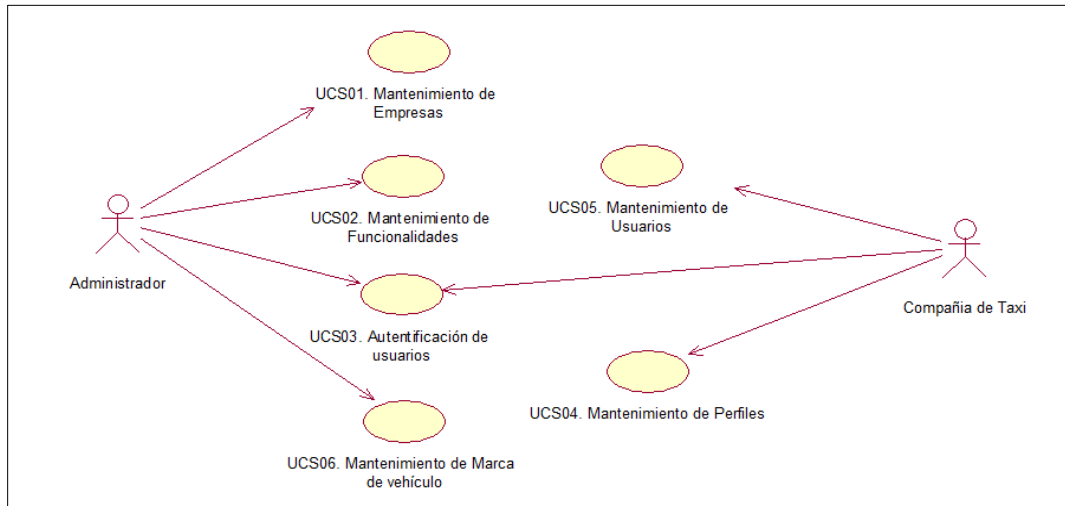 UCS01. Mantenimiento de
Empresas
UCS02. Mantenimiento de
Funcionalidades
UCS05. Mantenimiento de
Usuarios
Administrador
Compañia de Taxi
UCS03. Autentificación de
usuarios
UCS04. Mantenimiento de Perfiles
UCS06. Mantenimiento de Marca
de vehículo